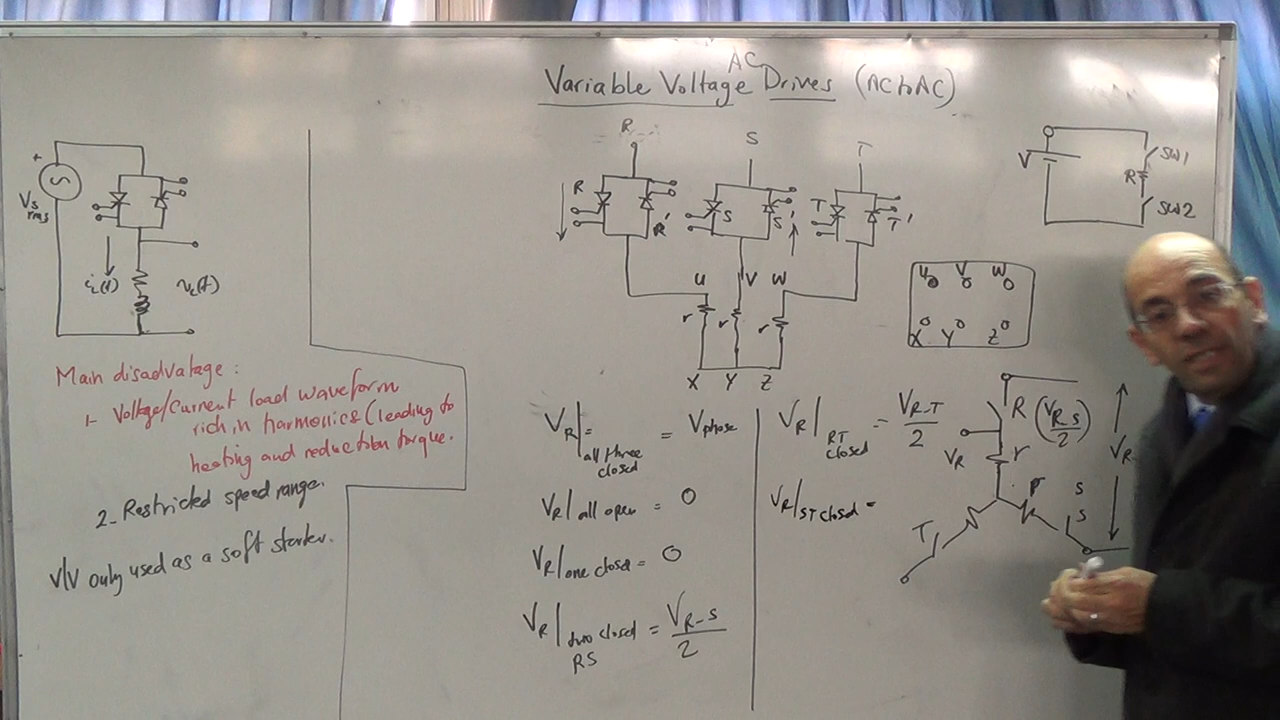 AC
Variable Voltage Drives (AC to AC)
+
Vs
rms
iL(t)
vL(t)
Main disadvatage :
1- Voltage/Current load waveform
rich in harmonics (leading to
heating and reduction torque.
2- Restricted speed range.
V/V only used as a soft starter.
R S T
R R' S S' T T'
U V W
r r r
X Y Z
V SW1
R
SW2
U V W
X Y Z
VR| = all three closed = Vphase
VR| all open = 0
VR| one close = 0
VR| two closed RS = VR-S/2
VR| RT closed = VR-T/2
VR| ST closed =
R (VR-S/2)
VR r VR
r S
S
T